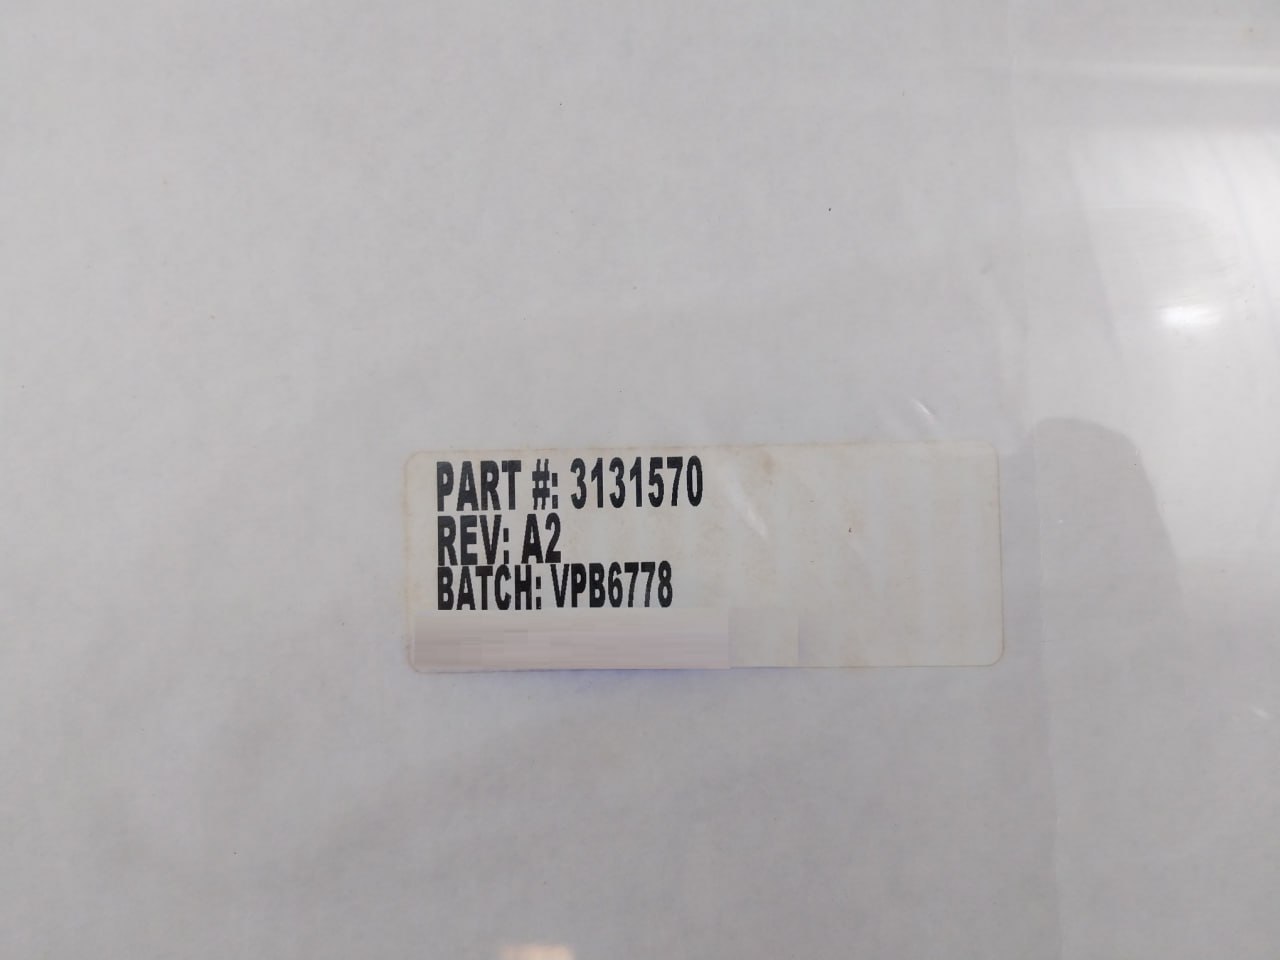 PART #: 3131570
REV: A2
BATCH: VPB6778